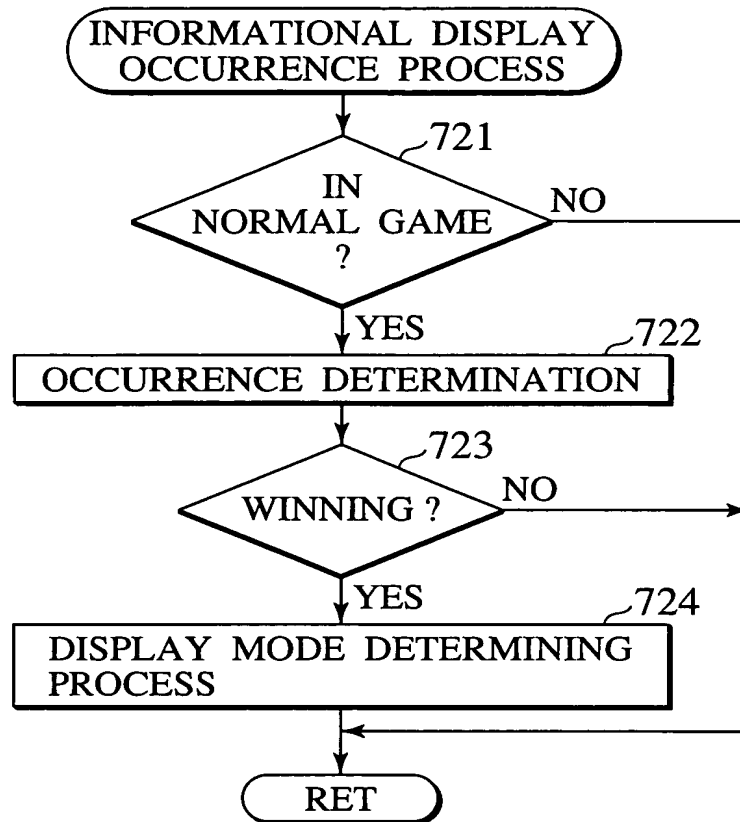 INFORMATIONAL DISPLAY
OCCURRENCE PROCESS
721
IN
NORMAL GAME
?
NO
YES
722
OCCURRENCE DETERMINATION
723
WINNING ?
NO
YES
724
DISPLAY MODE DETERMINING
PROCESS
RET